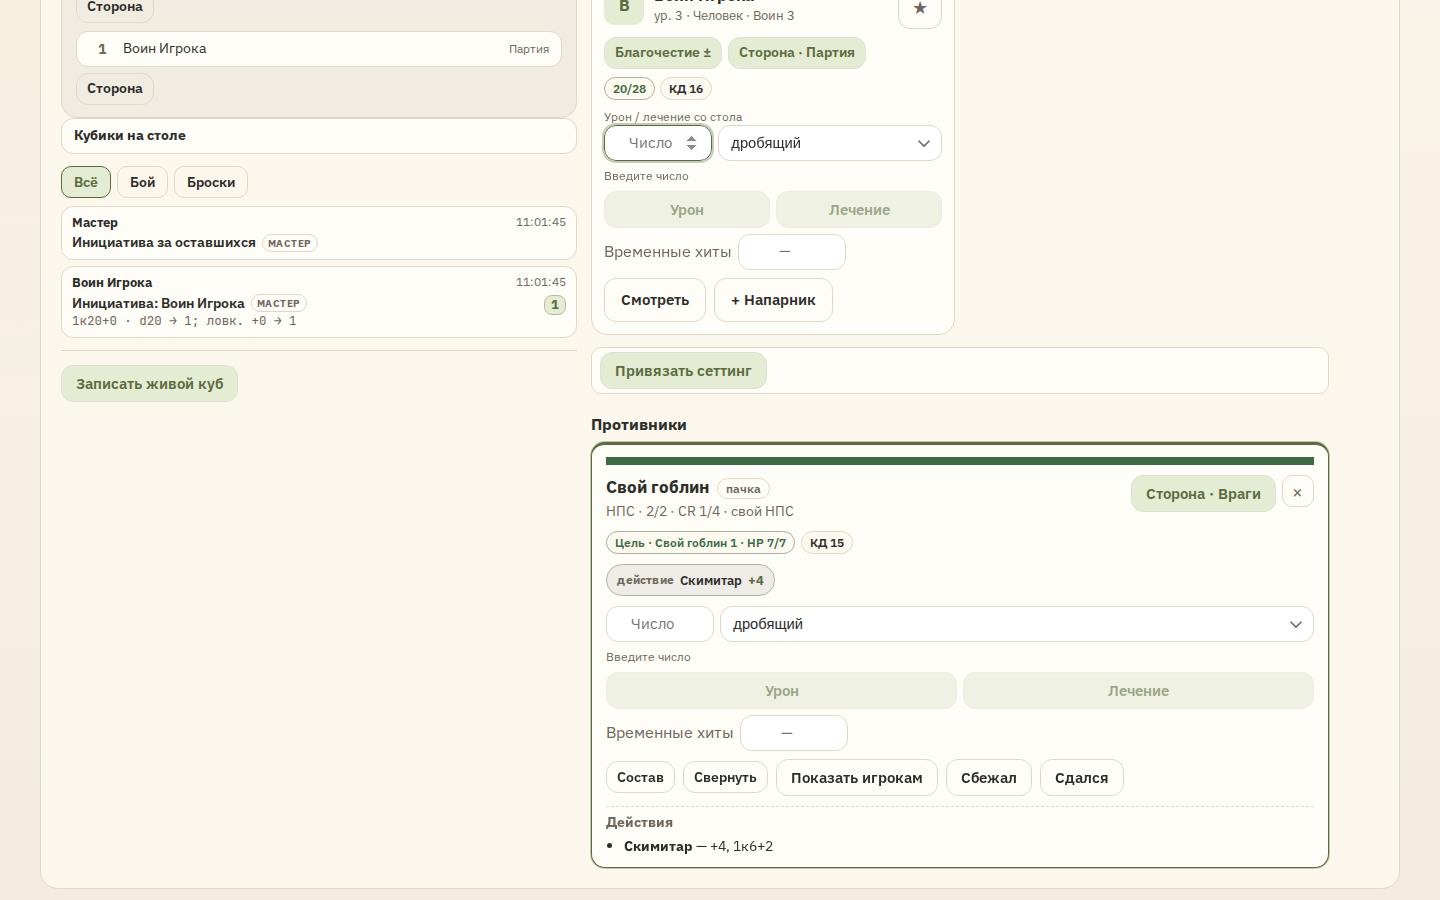 Сторона
1 Воин Игрока Партия
Сторона
Кубики на столе
Всё Бой Броски
Мастер 11:01:45
Инициатива за оставшихся МАСТЕР
Воин Игрока 11:01:45
Инициатива: Воин Игрока МАСТЕР 1
1к20+0 · d20 → 1; ловк. +0 → 1
Записать живой куб
В
ур. 3 · Человек · Воин 3
★
Благочестие ± Сторона · Партия
20/28 КД 16
Урон / лечение со стола
Число дробящий
Введите число
Урон Лечение
Временные хиты —
Смотреть + Напарник
Привязать сеттинг
Противники
Свой гоблин пачка Сторона · Враги ×
НПС · 2/2 · CR 1/4 · свой НПС
Цель · Свой гоблин 1 · HP 7/7 КД 15
действие Скимитар +4
Число дробящий
Введите число
Урон Лечение
Временные хиты —
Состав Свернуть Показать игрокам Сбежал Сдался
Действия
• Скимитар — +4, 1к6+2